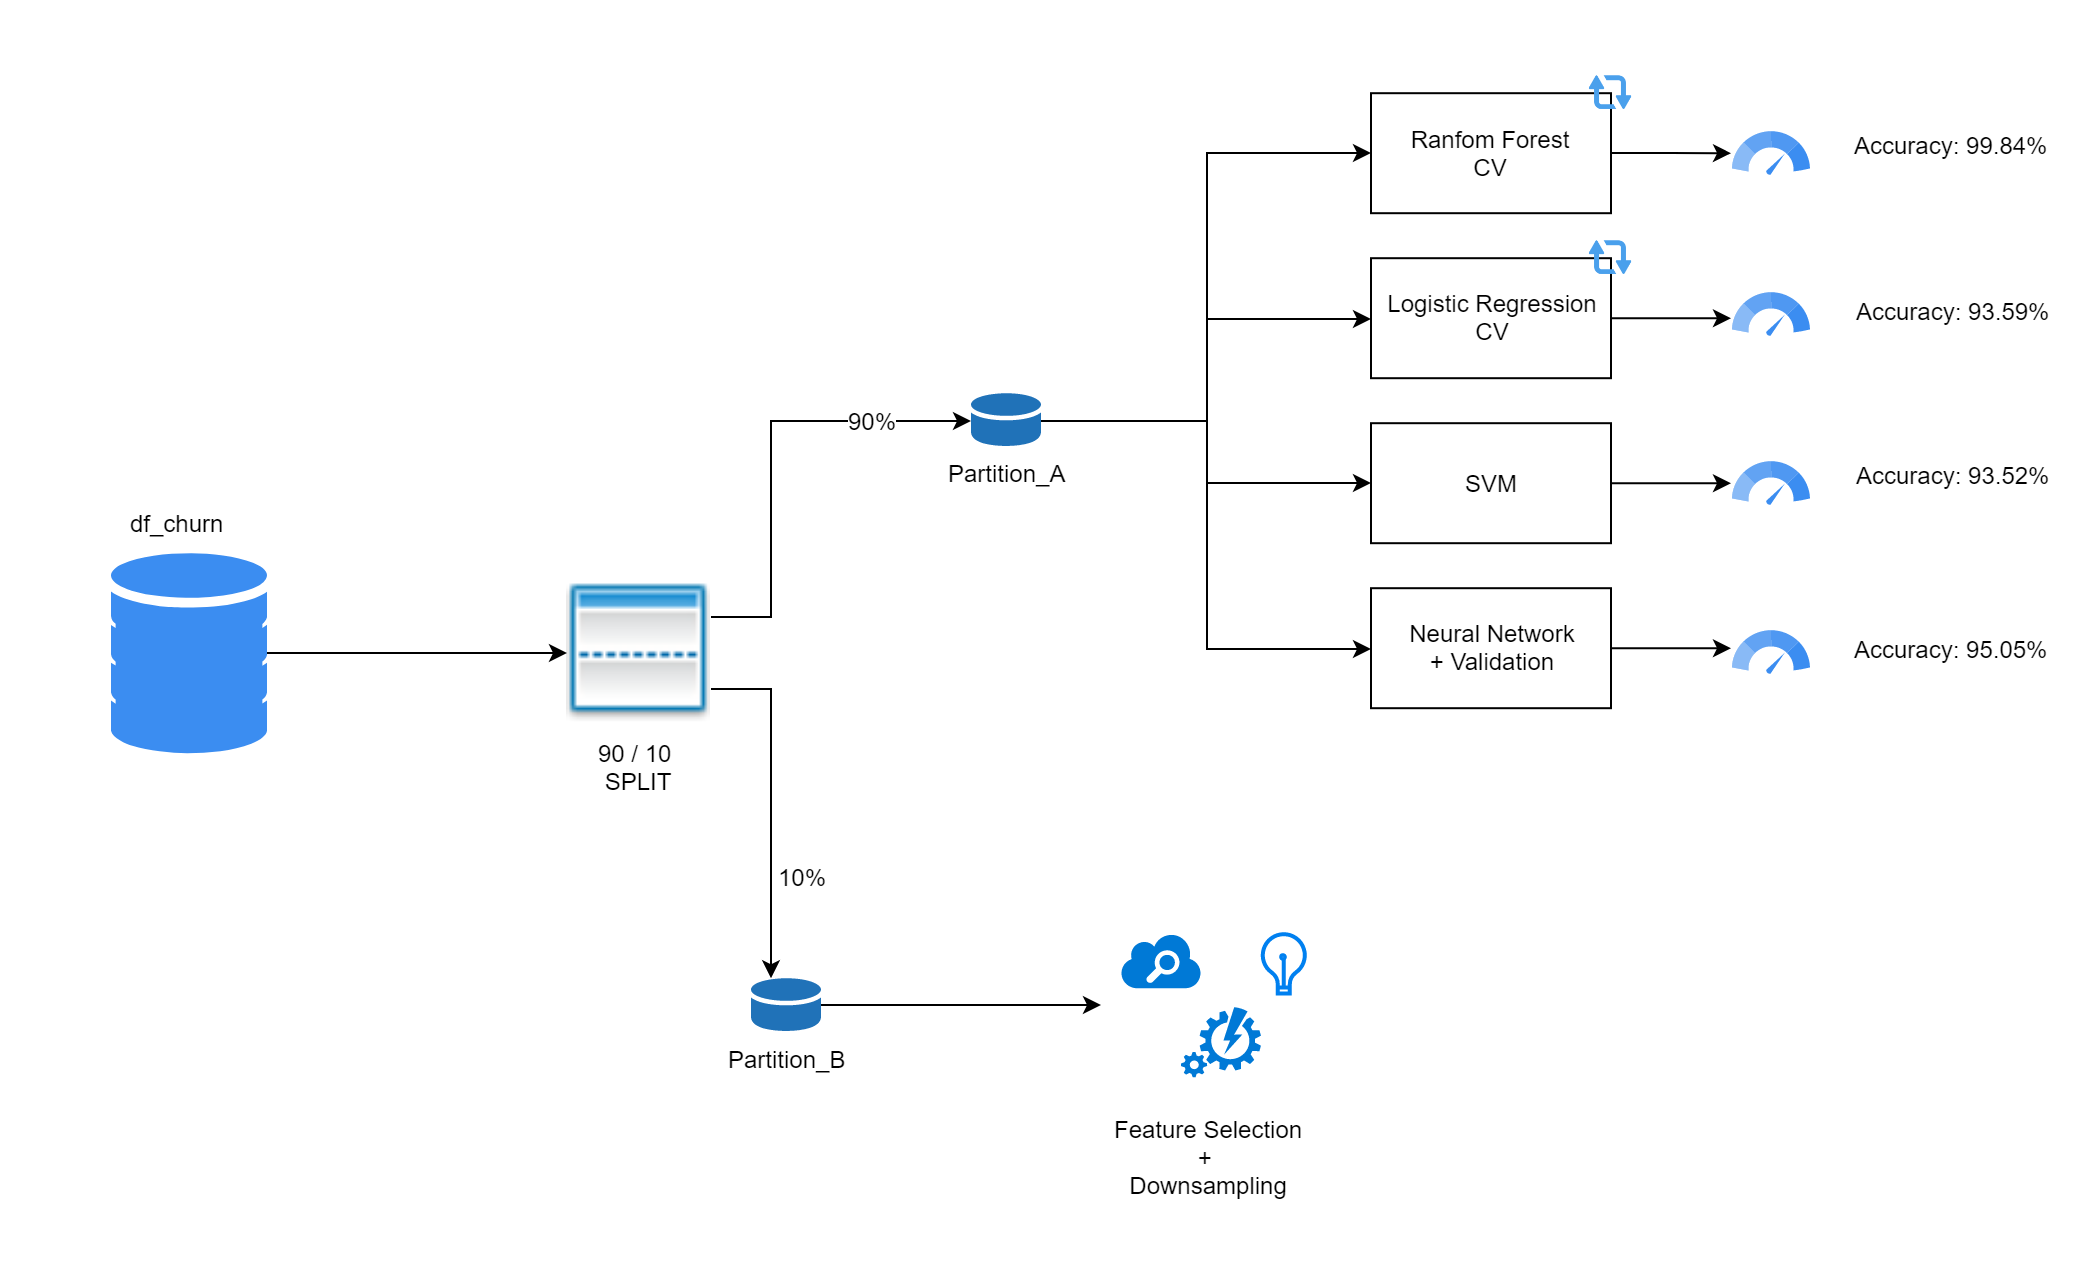 df_churn
90 / 10
SPLIT
90%
Partition_A
10%
Partition_B
Ranfom Forest
CV
Accuracy: 99.84%
Logistic Regression
CV
Accuracy: 93.59%
SVM
Accuracy: 93.52%
Neural Network
+ Validation
Accuracy: 95.05%
Feature Selection
+
Downsampling